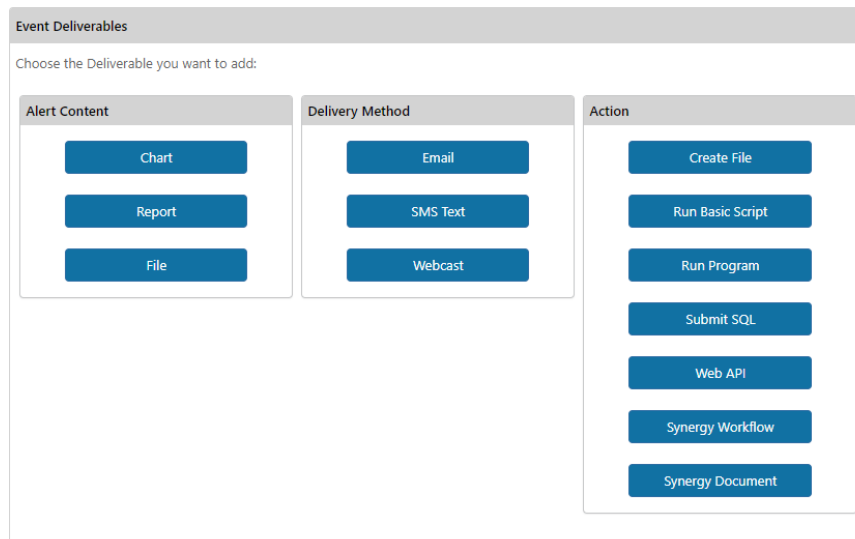 Event Deliverables
Choose the Deliverable you want to add:
Alert Content
Chart
Report
File
Delivery Method
Email
SMS Text
Webcast
Action
Create File
Run Basic Script
Run Program
Submit SQL
Web API
Synergy Workflow
Synergy Document